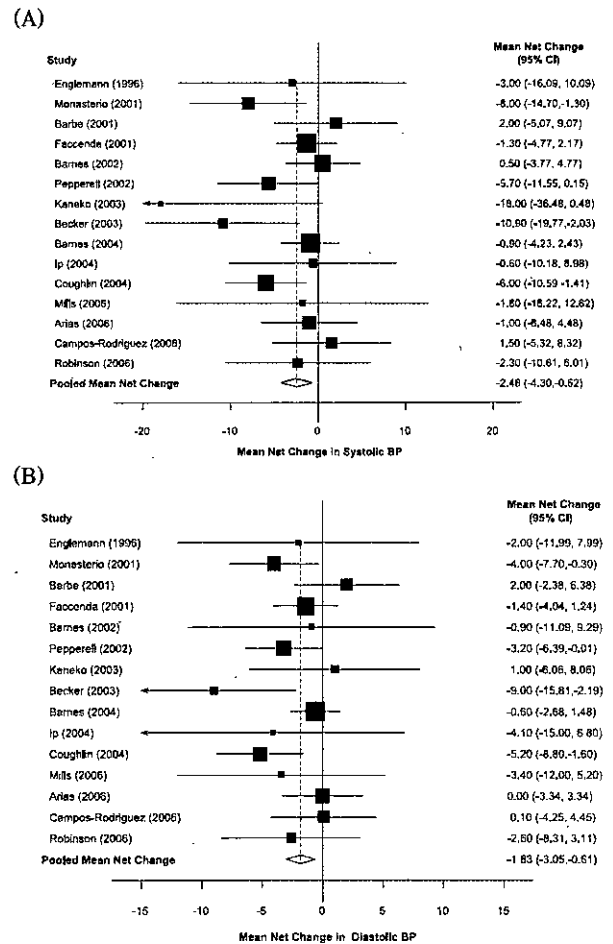 (A)
Mean Net Change
Study (95% CI)
Englemann (1996) -3.00 (-16.09, 10.09)
Monasterio (2001) -8.00 (-14.70,-1.30)
Barbe (2001) 2.00 (-5.07, 9.07)
Faccenda (2001) -1.30 (-4.77, 2.17)
Barnes (2002) 0.50 (-3.77, 4.77)
Pepperell (2002) -5.70 (-11.55, 0.15)
Kaneko (2003) -18.00 (-36.48, 0.48)
Becker (2003) -10.90 (-19.77,-2.03)
Barnes (2004) -0.90 (-4.23, 2.43)
Ip (2004) -0.60 (-10.18, 8.98)
Coughlin (2004) -6.00 (-10.59,-1.41)
Mills (2006) -1.80 (-16.22, 12.62)
Arias (2006) -1.00 (-6.48, 4.48)
Campos-Rodriguez (2006) 1.50 (-5.32, 8.32)
Robinson (2006) -2.30 (-10.61, 6.01)
Pooled Mean Net Change -2.46 (-4.30,-0.62)
-20 -10 0 10 20
Mean Net Change in Systolic BP
(B)
Mean Net Change
Study (95% CI)
Englemann (1996) -2.00 (-11.99, 7.99)
Monasterio (2001) -4.00 (-7.70,-0.30)
Barbe (2001) 2.00 (-2.38, 6.38)
Faccenda (2001) -1.40 (-4.04, 1.24)
Barnes (2002) -0.90 (-11.09, 9.29)
Pepperell (2002) -3.20 (-6.39,-0.01)
Kaneko (2003) 1.00 (-6.06, 8.06)
Becker (2003) -9.00 (-15.81,-2.19)
Barnes (2004) -0.60 (-2.68, 1.48)
Ip (2004) -4.10 (-15.00, 6.80)
Coughlin (2004) -5.20 (-8.80,-1.60)
Mills (2006) -3.40 (-12.00, 5.20)
Arias (2006) 0.00 (-3.34, 3.34)
Campos-Rodriguez (2006) 0.10 (-4.25, 4.45)
Robinson (2006) -2.60 (-8.31, 3.11)
Pooled Mean Net Change -1.83 (-3.05,-0.61)
-15 -10 -5 0 5 10 15
Mean Net Change in Diastolic BP